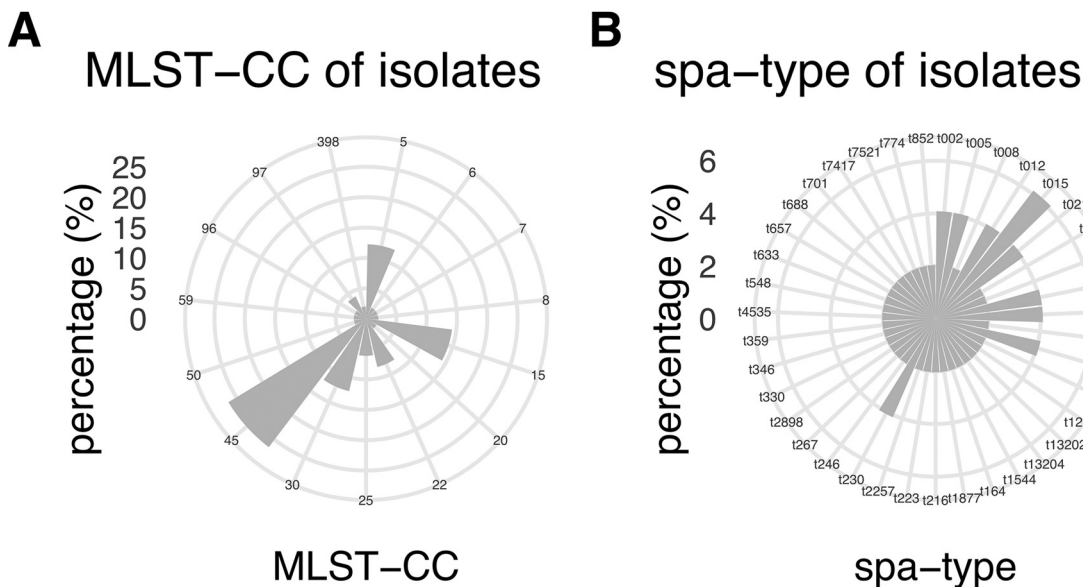 A
MLST−CC of isolates
25
20
15
10
5
0
percentage (%)
5
6
7
8
15
20
22
25
30
45
50
59
96
97
398
MLST−CC
B
spa−type of isolates
6
4
2
0
percentage (%)
t002
t005
t008
t012
t015
t021
t13202
t13204
t1544
t164
t1877
t216
t223
t2257
t230
t246
t267
t2898
t330
t346
t359
t4535
t548
t633
t657
t688
t701
t7417
t7521
t774
t852
spa−type